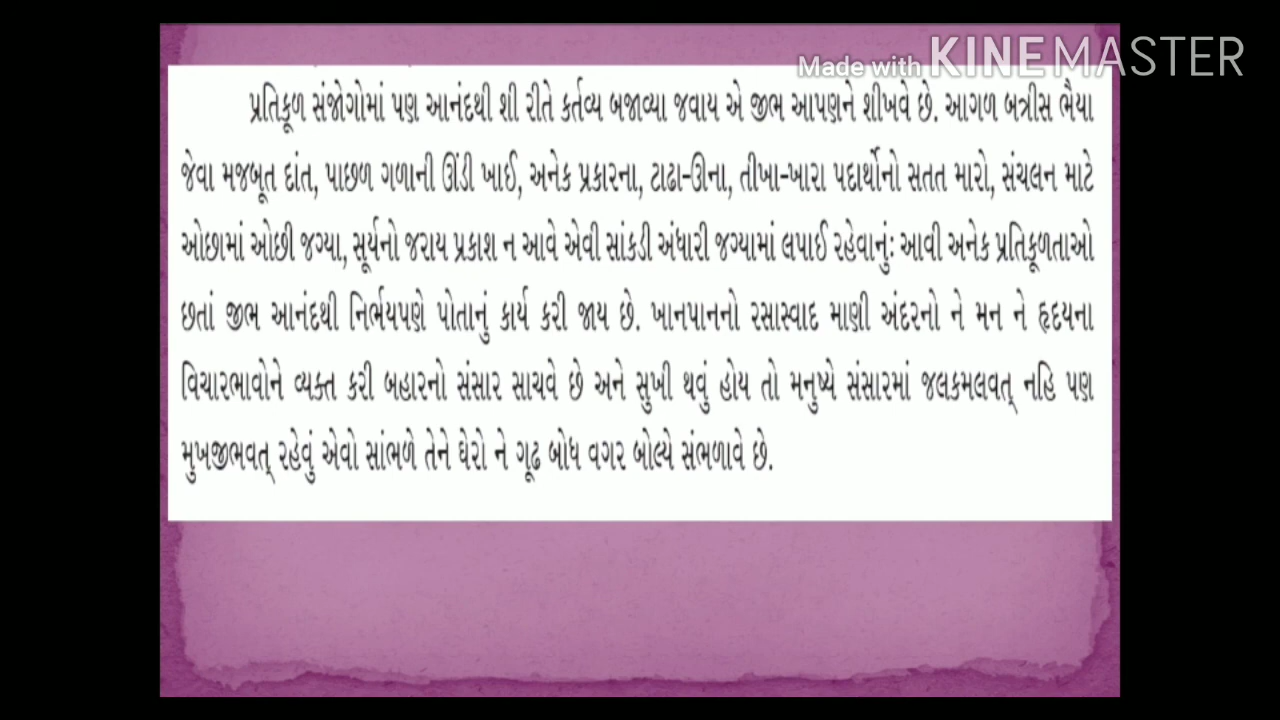 Made with KINEMASTER
પ્રતિકૂળ સંજોગોમાં પણ આનંદથી શી રીતે કર્તવ્ય બજાવ્યા જવાય એ જીભ આપણને શીખવે છે. આગળ બત્રીસ ભૈયા
જેવા મજબૂત દાંત, પાછળ ગળાની ઊંડી ખાઈ, અનેક પ્રકારના, ટાઢા-ઊના, તીખા-ખારા પદાર્થોનો સતત મારો, સંચલન માટે
ઓછામાં ઓછી જગ્યા, સૂર્યનો જરાય પ્રકાશ ન આવે એવી સાંકડી અંધારી જગ્યામાં લપાઈ રહેવાનું: આવી અનેક પ્રતિકૂળતાઓ
છતાં જીભ આનંદથી નિર્ભયપણે પોતાનું કાર્ય કરી જાય છે. ખાનપાનનો રસાસ્વાદ માણી અંદરનો ને મન ને હૃદયના
વિચારભાવોને વ્યક્ત કરી બહારનો સંસાર સાચવે છે અને સુખી થવું હોય તો મનુષ્યે સંસારમાં જલકમલવત્ નહિ પણ
મુખજીભવત્ રહેવું એવો સાંભળે તેને ઘેરો ને ગૂઢ બોધ વગર બોલ્યે સંભળાવે છે.